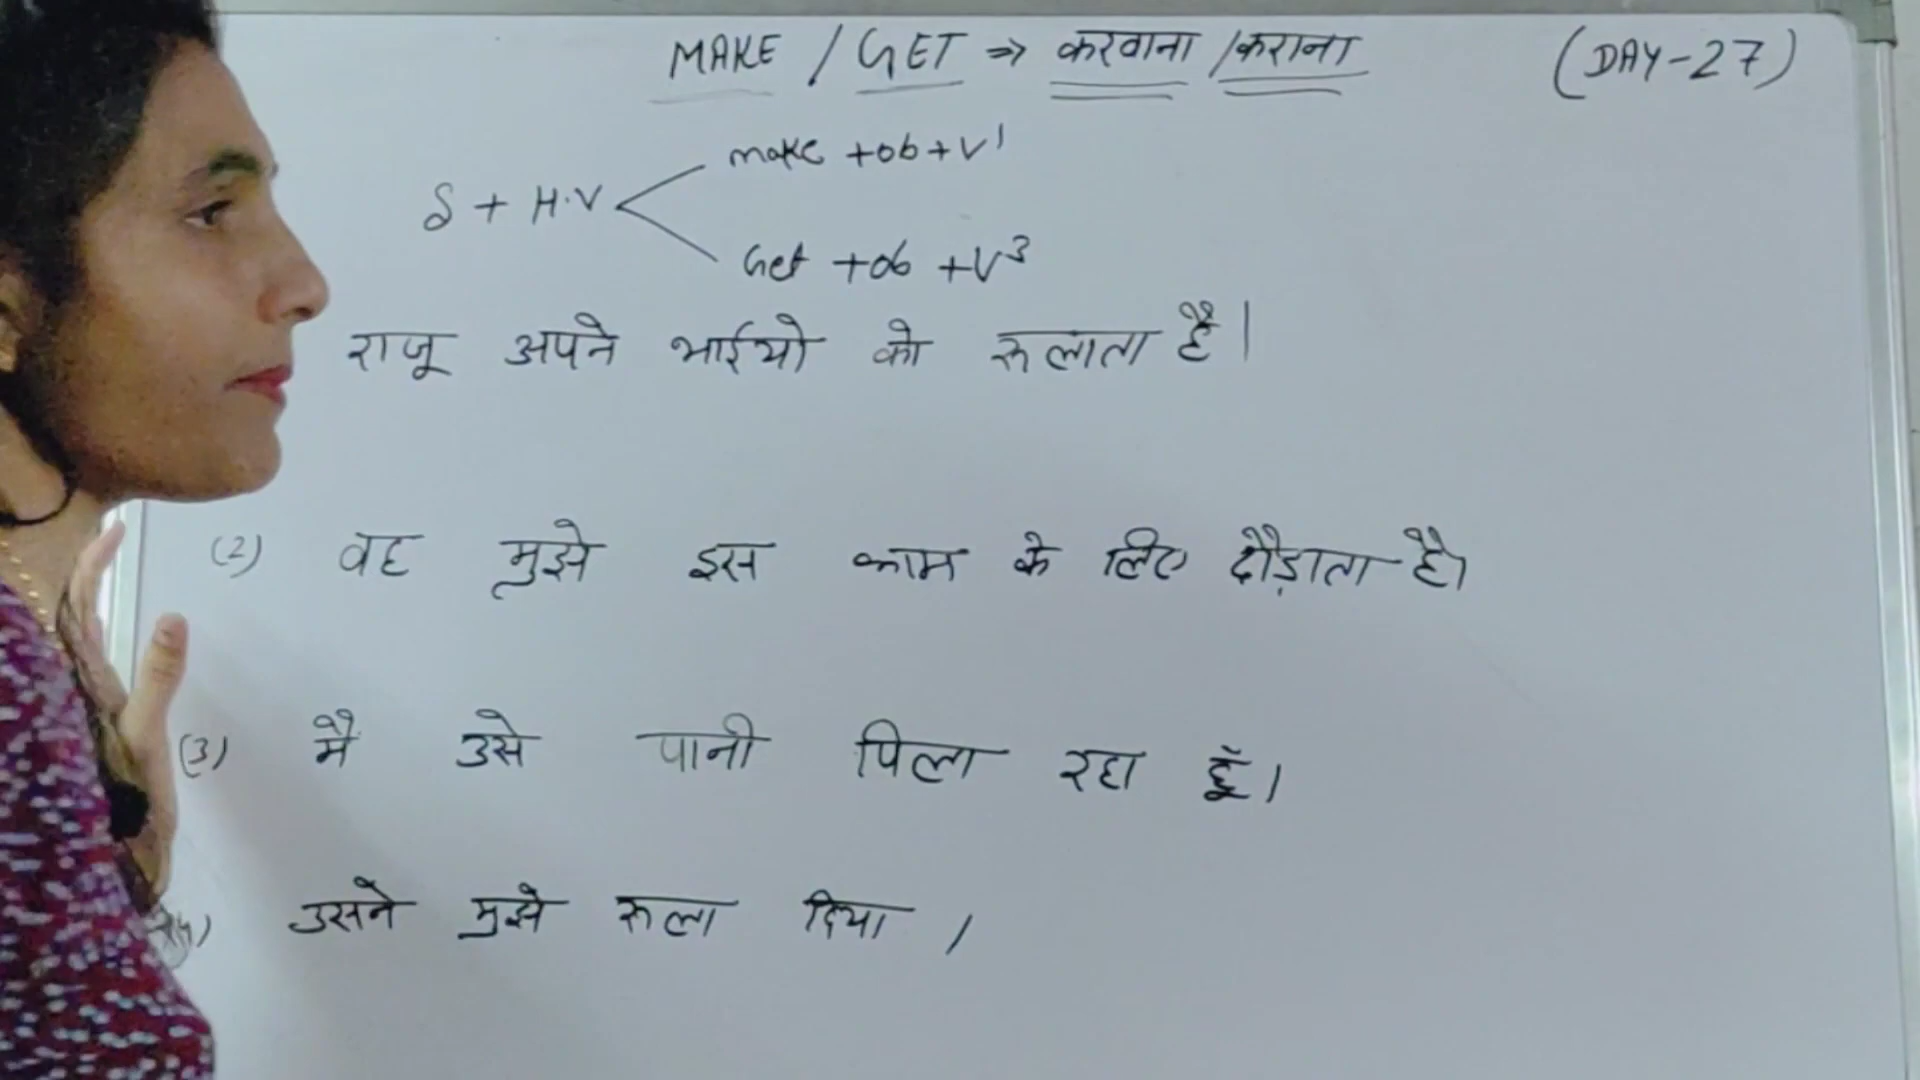 MAKE / GET ⇒ करवाना / कराना (DAY-27)
make + ob + V¹
S + H.V
Get + ob + V³
राजू अपने भाईयो को रूलाता है।
(2) वह मुझे इस काम के लिए दौड़ाता है।
(3) मै उसे पानी पिला रहा हूँ।
उसने मुझे रूला दिया ।